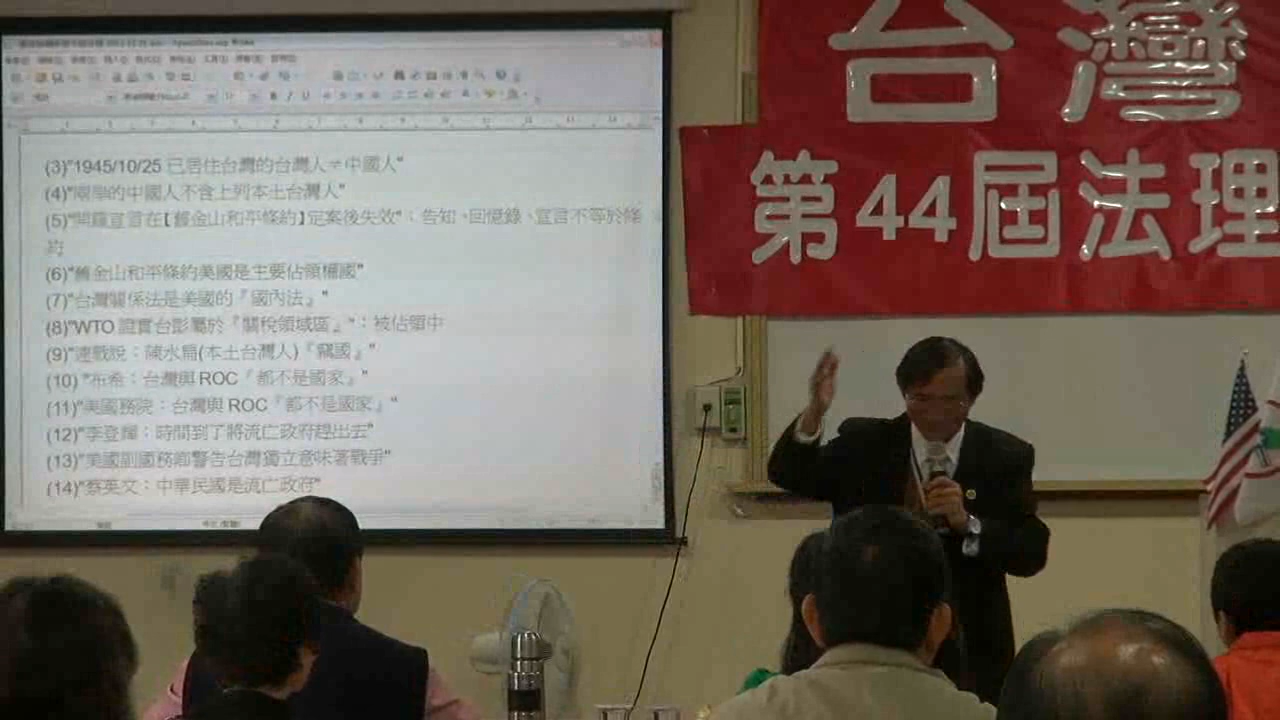 (3)"1945/10/25 已居住台灣的台灣人≠中國人"
(4)"兩岸的中國人不含上列本土台灣人"
(5)"開羅宣言在【舊金山和平條約】定案後失效"：告知、回憶錄、宣言不等於條
約
(6)"舊金山和平條約美國是主要佔領權國"
(7)"台灣關係法是美國的『國內法』"
(8)"WTO 證實台澎屬於『關稅領域區』"：被佔領中
(9)"連戰說：陳水扁(本土台灣人)『竊國』"
(10) "布希：台灣與 ROC『都不是國家』"
(11)"美國務院：台灣與 ROC『都不是國家』"
(12)"李登輝：時間到了將流亡政府趕出去"
(13)"美國副國務卿警告台灣獨立意味著戰爭"
(14)"蔡英文：中華民國是流亡政府"
台灣
第44屆法理